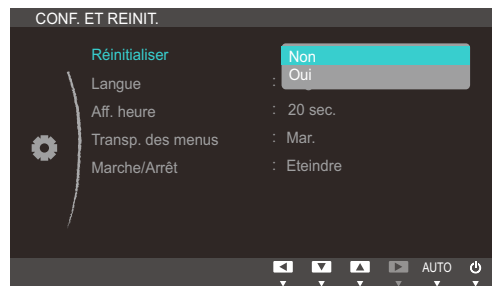 CONF. ET REINIT.
Réinitialiser
Non
Oui
Langue :
Aff. heure : 20 sec.
Transp. des menus : Mar.
Marche/Arrêt : Eteindre
AUTO